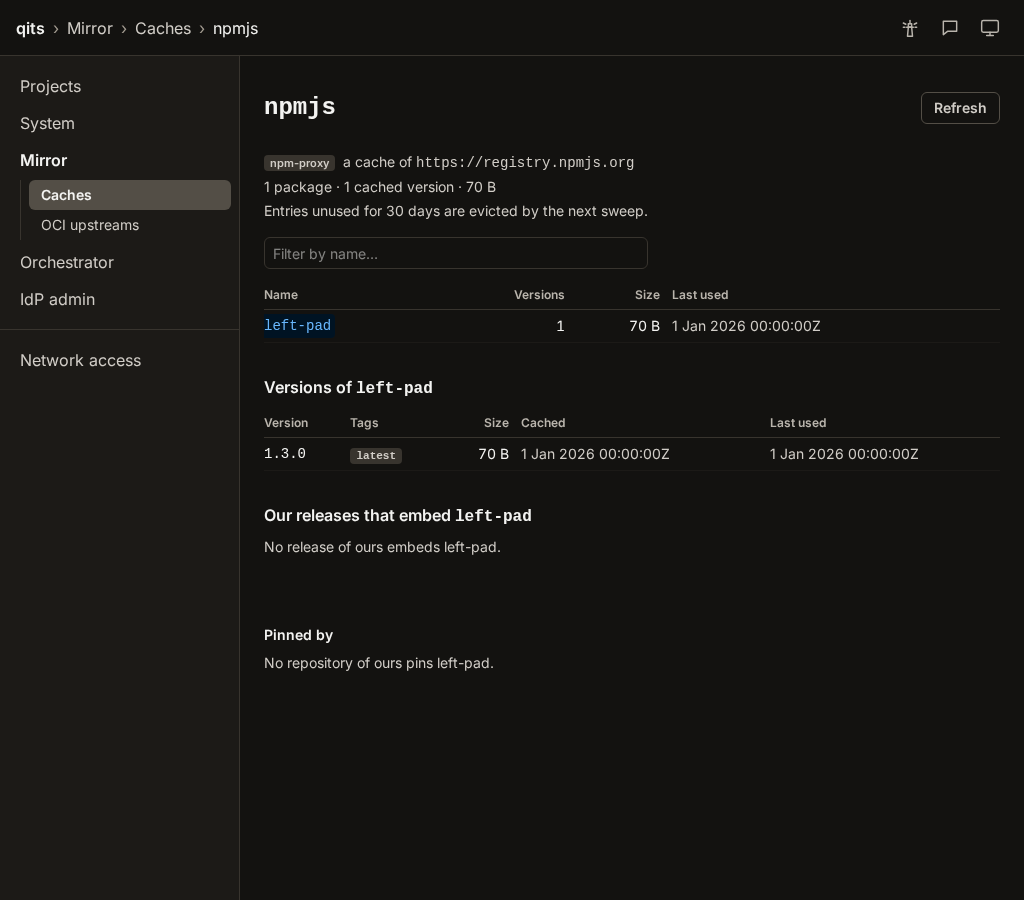 qits › Mirror › Caches › npmjs
Projects
System
Mirror
Caches
OCI upstreams
Orchestrator
IdP admin
Network access
npmjs
Refresh
npm-proxy a cache of https://registry.npmjs.org
1 package · 1 cached version · 70 B
Entries unused for 30 days are evicted by the next sweep.
Filter by name...
Name Versions Size Last used
left-pad 1 70 B 1 Jan 2026 00:00:00Z
Versions of left-pad
Version Tags Size Cached Last used
1.3.0 latest 70 B 1 Jan 2026 00:00:00Z 1 Jan 2026 00:00:00Z
Our releases that embed left-pad
No release of ours embeds left-pad.
Pinned by
No repository of ours pins left-pad.